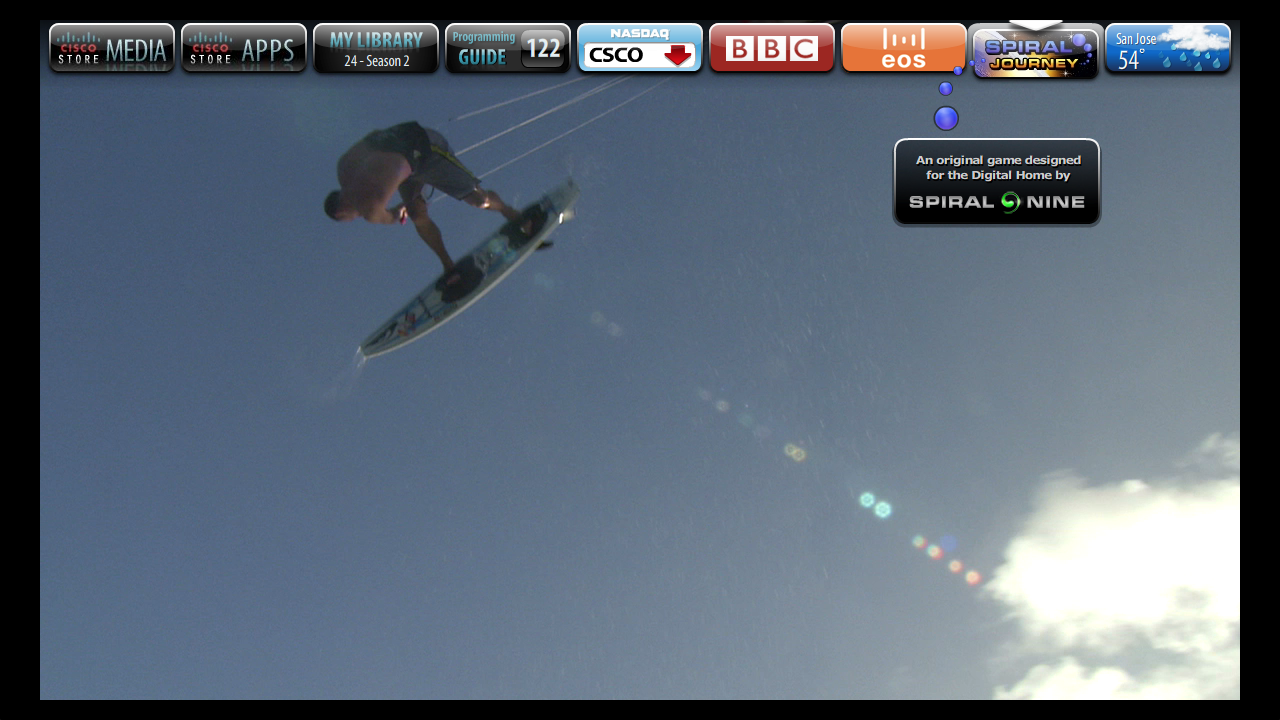 CISCO
STORE MEDIA
CISCO
STORE APPS
MY LIBRARY
24 - Season 2
Programming
GUIDE 122
NASDAQ
CSCO
BBC
eos
SPIRAL
JOURNEY
San Jose
54°
An original game designed
for the Digital Home by
SPIRAL NINE